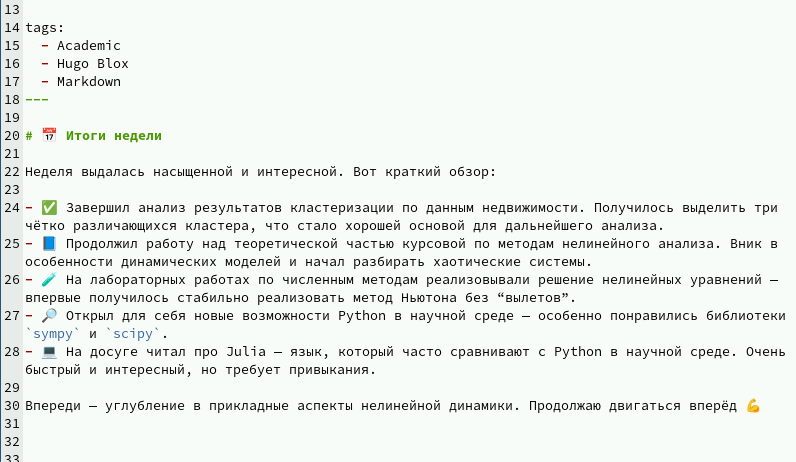 13
14 tags:
15   - Academic
16   - Hugo Blox
17   - Markdown
18 ---
19
20 # 📅 Итоги недели
21
22 Неделя выдалась насыщенной и интересной. Вот краткий обзор:
23
24 - ✅ Завершил анализ результатов кластеризации по данным недвижимости. Получилось выделить три
чётко различающихся кластера, что стало хорошей основой для дальнейшего анализа.
25 - 📘 Продолжил работу над теоретической частью курсовой по методам нелинейного анализа. Вник в
особенности динамических моделей и начал разбирать хаотические системы.
26 - 🧪 На лабораторных работах по численным методам реализовывали решение нелинейных уравнений —
впервые получилось стабильно реализовать метод Ньютона без “вылетов”.
27 - 🔎 Открыл для себя новые возможности Python в научной среде — особенно понравились библиотеки
`sympy` и `scipy`.
28 - 💻 На досуге читал про Julia — язык, который часто сравнивают с Python в научной среде. Очень
быстрый и интересный, но требует привыкания.
29
30 Впереди — углубление в прикладные аспекты нелинейной динамики. Продолжаю двигаться вперёд 💪
31
32
33